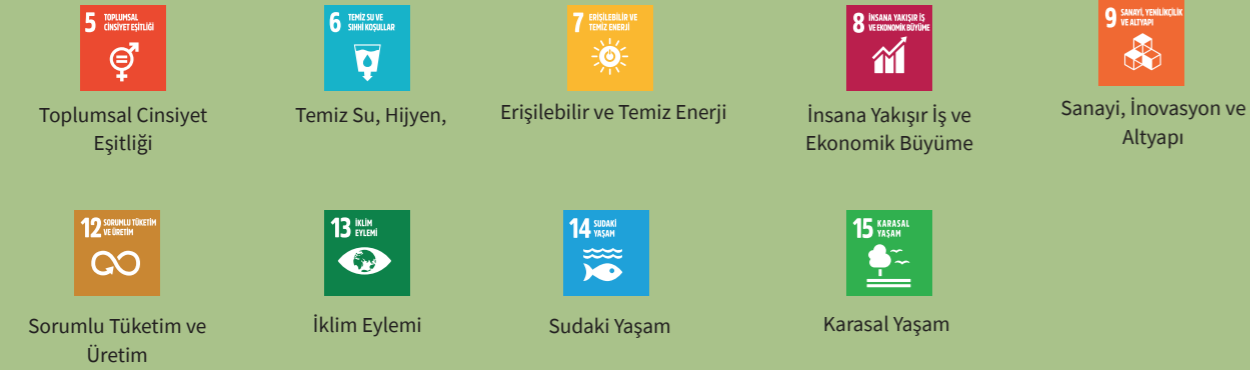 5 TOPLUMSAL
CİNSİYET EŞİTLİĞİ
Toplumsal Cinsiyet
Eşitliği
6 TEMİZ SU VE
SIHHİ KOŞULLAR
Temiz Su, Hijyen,
7 ERİŞİLEBİLİR VE
TEMİZ ENERJİ
Erişilebilir ve Temiz Enerji
8 İNSANA YAKIŞIR İŞ
VE EKONOMİK BÜYÜME
İnsana Yakışır İş ve
Ekonomik Büyüme
9 SANAYİ, YENİLİKÇİLİK
VE ALTYAPI
Sanayi, İnovasyon ve
Altyapı
12 SORUMLU TÜKETİM
VE ÜRETİM
Sorumlu Tüketim ve
Üretim
13 İKLİM
EYLEMİ
İklim Eylemi
14 SUDAKİ
YAŞAM
Sudaki Yaşam
15 KARASAL
YAŞAM
Karasal Yaşam